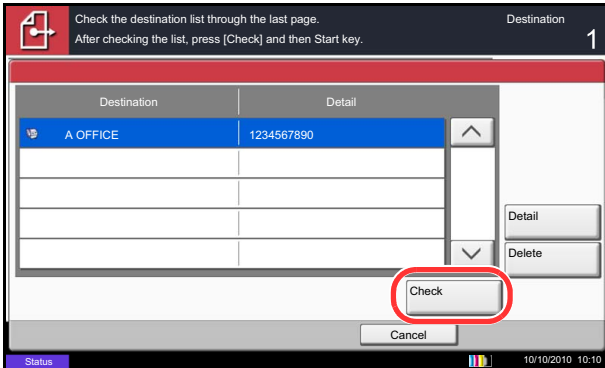 Check the destination list through the last page.
After checking the list, press [Check] and then Start key.
Destination
1
Destination Detail
A OFFICE 1234567890
Detail
Delete
Check
Cancel
Status 10/10/2010 10:10